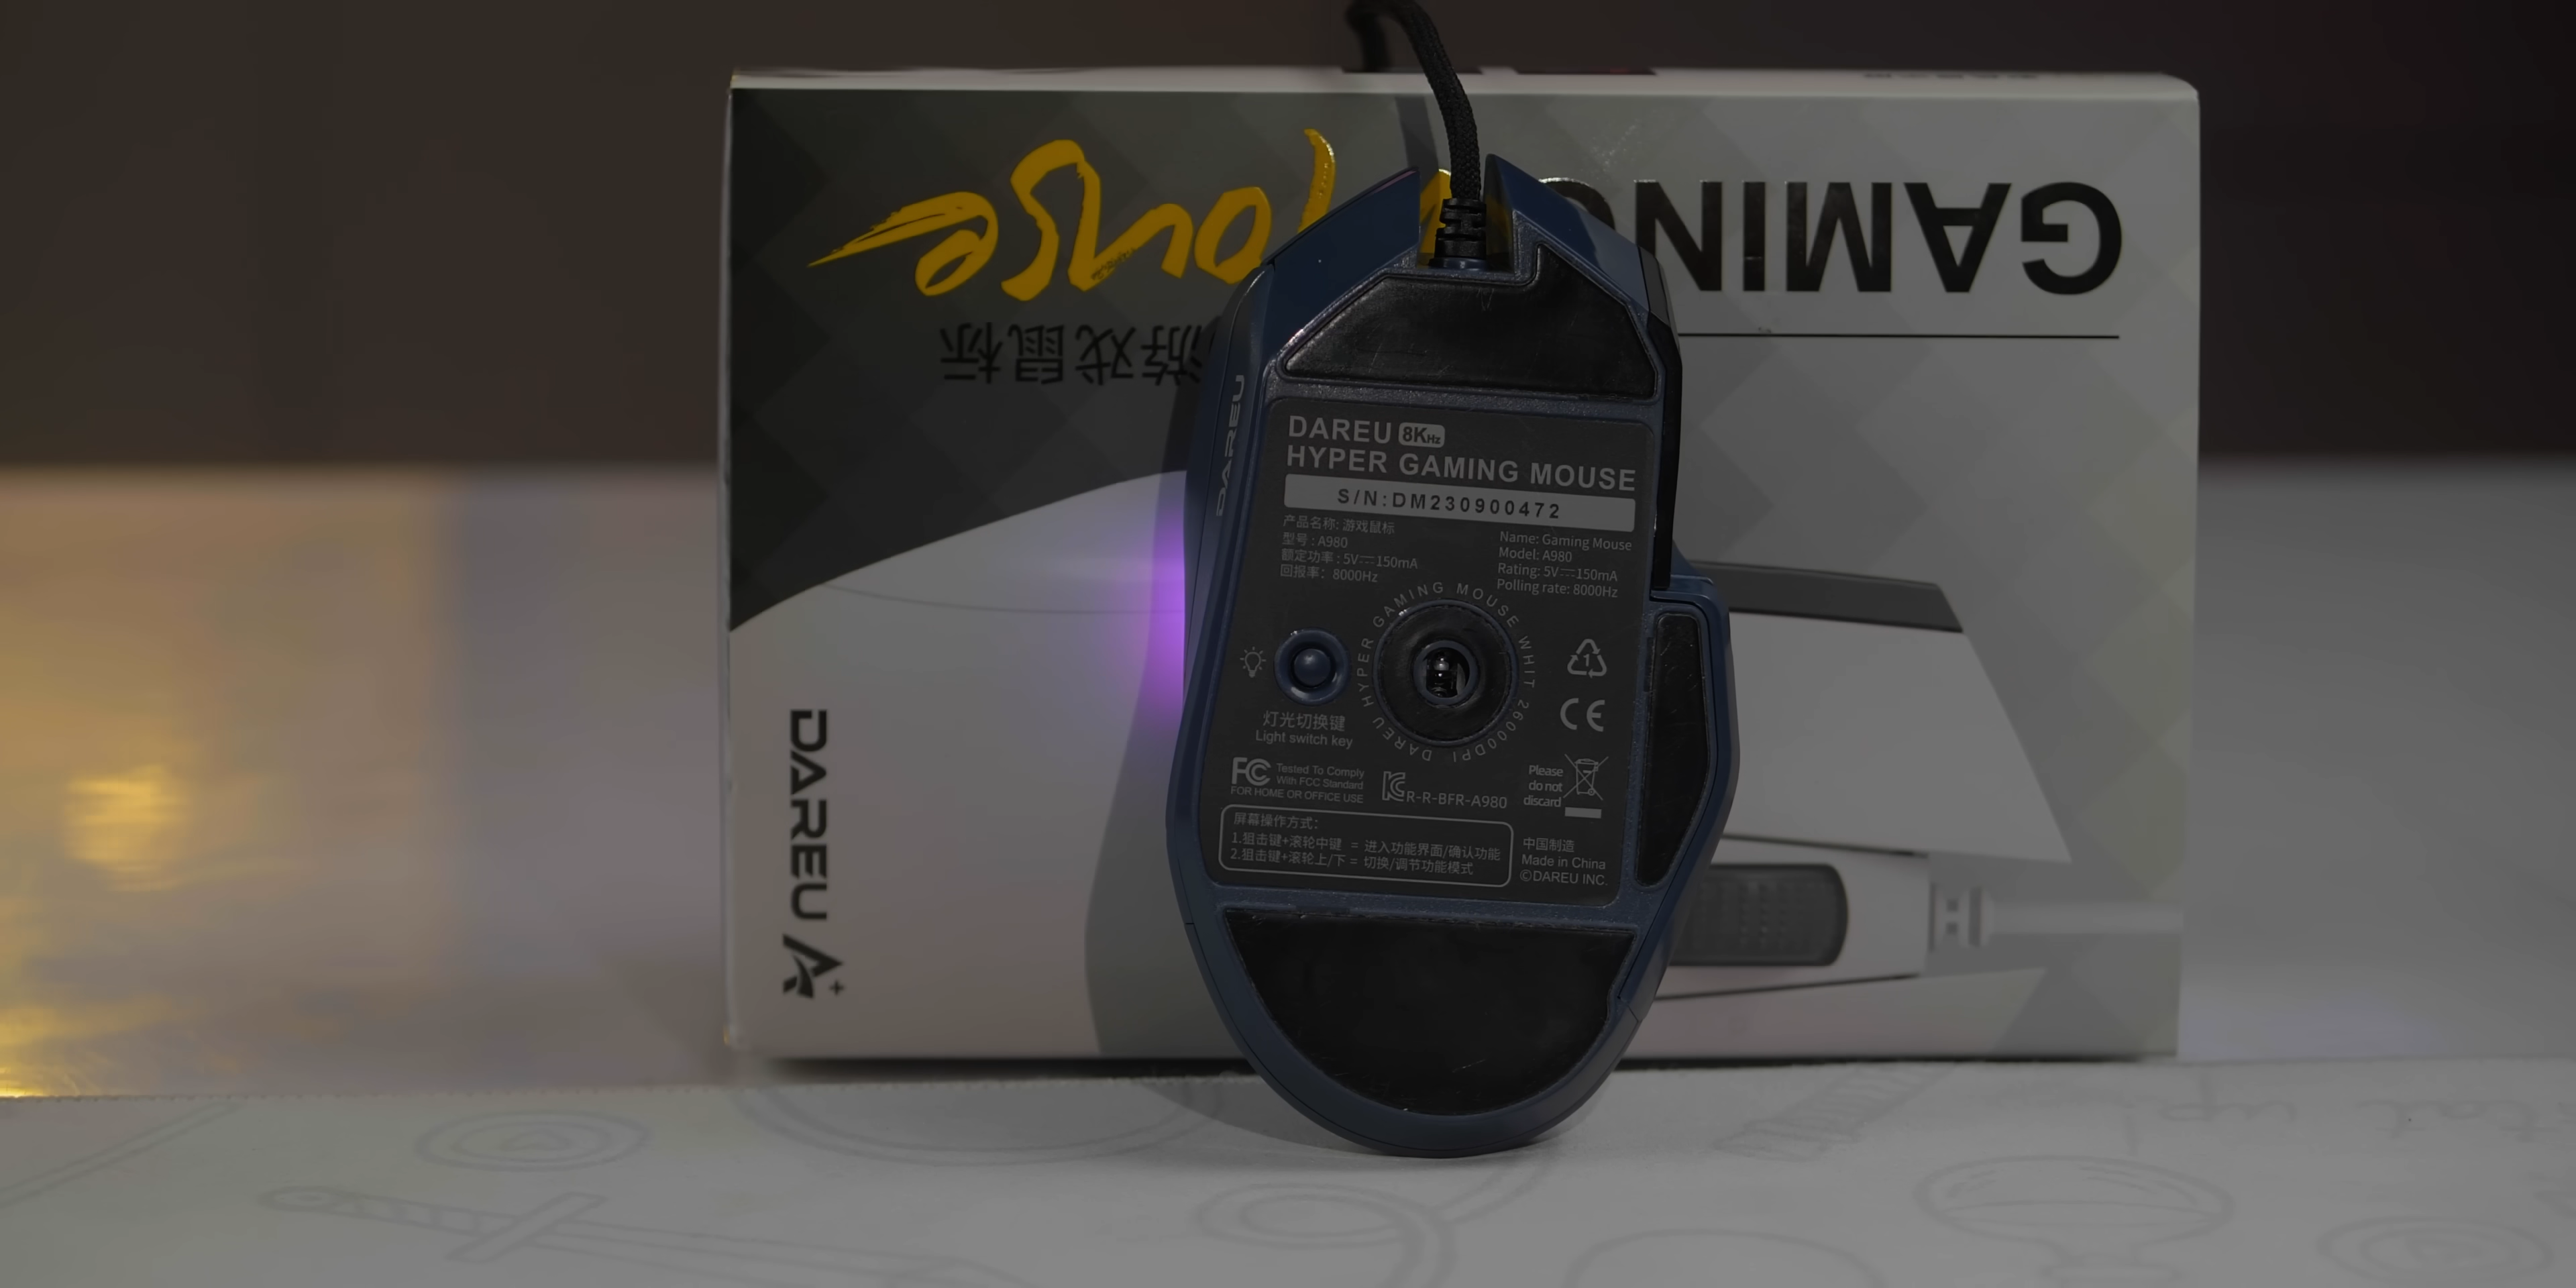 GAMING
Mouse
游戏鼠标
DAREU
DAREU
DAREU 8KHz
HYPER GAMING MOUSE
S/N:DM230900472
产品名称: 游戏鼠标
型号: A980
额定功率: 5V⎓150mA
回报率: 8000Hz
Name: Gaming Mouse
Model: A980
Rating: 5V⎓150mA
Polling rate: 8000Hz
DAREU HYPER GAMING MOUSE WHIT 26000DPI
灯光切换键
Light switch key
1
CE
FC Tested To Comply
With FCC Standard
FOR HOME OR OFFICE USE
R-R-BFR-A980
Please
do not
discard
屏幕操作方式:
1.狙击键+滚轮中键 = 进入功能界面/确认功能
2.狙击键+滚轮上/下 = 切换/调节功能模式
中国制造
Made in China
©DAREU INC.